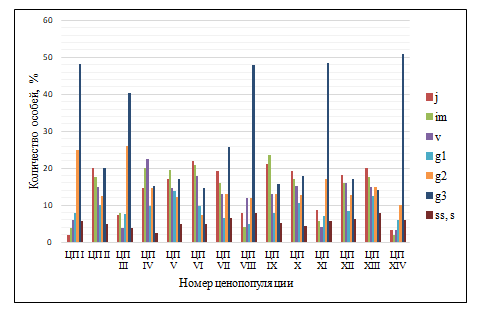 60
50
40
30
20
10
0
Количество особей, %
ЦП I
ЦП II
ЦП III
ЦП IV
ЦП V
ЦП VI
ЦП VII
ЦП VIII
ЦП IX
ЦП X
ЦП XI
ЦП XII
ЦП XIII
ЦП XIV
Номер ценопопуляции
j
im
v
g1
g2
g3
ss, s